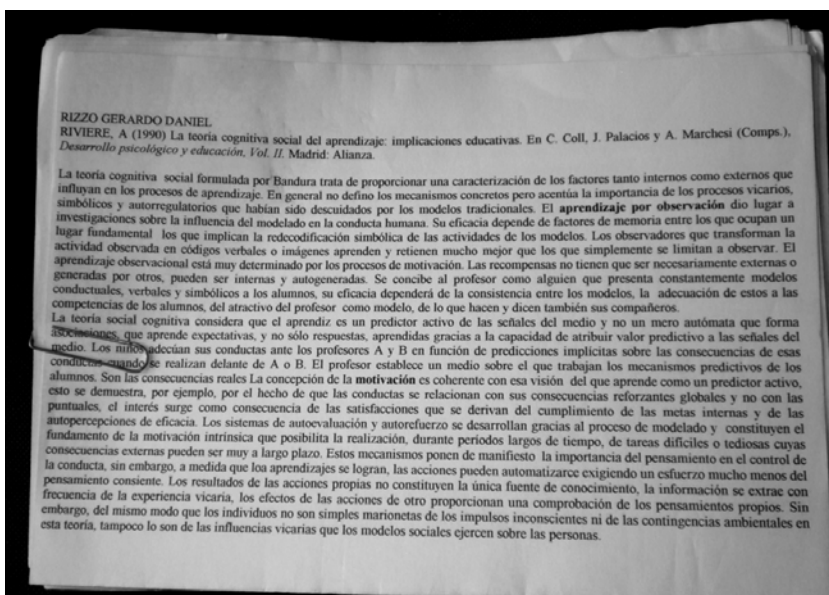 RIZZO GERARDO DANIEL
RIVIERE, A (1990) La teoría cognitiva social del aprendizaje: implicaciones educativas. En C. Coll, J. Palacios y A. Marchesi (Comps.),
Desarrollo psicológico y educación, Vol. II. Madrid: Alianza.
La teoría cognitiva social formulada por Bandura trata de proporcionar una caracterización de los factores tanto internos como externos que
influyan en los procesos de aprendizaje. En general no defino los mecanismos concretos pero acentúa la importancia de los procesos vicarios,
simbólicos y autorregulatorios que habían sido descuidados por los modelos tradicionales. El aprendizaje por observación dio lugar a
investigaciones sobre la influencia del modelado en la conducta humana. Su eficacia depende de factores de memoria entre los que ocupan un
lugar fundamental los que implican la redecodificación simbólica de las actividades de los modelos. Los observadores que transforman la
actividad observada en códigos verbales o imágenes aprenden y retienen mucho mejor que los que simplemente se limitan a observar. El
aprendizaje observacional está muy determinado por los procesos de motivación. Las recompensas no tienen que ser necesariamente externas o
generadas por otros, pueden ser internas y autogeneradas. Se concibe al profesor como alguien que presenta constantemente modelos
conductuales, verbales y simbólicos a los alumnos, su eficacia dependerá de la consistencia entre los modelos, la adecuación de estos a las
competencias de los alumnos, del atractivo del profesor como modelo, de lo que hacen y dicen también sus compañeros.
La teoría social cognitiva considera que el aprendiz es un predictor activo de las señales del medio y no un mero autómata que forma
asociaciones, que aprende expectativas, y no sólo respuestas, aprendidas gracias a la capacidad de atribuir valor predictivo a las señales del
medio. Los niños adecúan sus conductas ante los profesores A y B en función de predicciones implícitas sobre las consecuencias de esas
conductas cuando se realizan delante de A o B. El profesor establece un medio sobre el que trabajan los mecanismos predictivos de los
alumnos. Son las consecuencias reales La concepción de la motivación es coherente con esa visión del que aprende como un predictor activo,
esto se demuestra, por ejemplo, por el hecho de que las conductas se relacionan con sus consecuencias reforzantes globales y no con las
puntuales, el interés surge como consecuencia de las satisfacciones que se derivan del cumplimiento de las metas internas y de las
autopercepciones de eficacia. Los sistemas de autoevaluación y autorefuerzo se desarrollan gracias al proceso de modelado y constituyen el
fundamento de la motivación intrínsica que posibilita la realización, durante períodos largos de tiempo, de tareas difíciles o tediosas cuyas
consecuencias externas pueden ser muy a largo plazo. Estos mecanismos ponen de manifiesto la importancia del pensamiento en el control de
la conducta, sin embargo, a medida que loa aprendizajes se logran, las acciones pueden automatizarce exigiendo un esfuerzo mucho menos del
pensamiento consiente. Los resultados de las acciones propias no constituyen la única fuente de conocimiento, la información se extrae con
frecuencia de la experiencia vicaria, los efectos de las acciones de otro proporcionan una comprobación de los pensamientos propios. Sin
embargo, del mismo modo que los individuos no son simples marionetas de los impulsos inconscientes ni de las contingencias ambientales en
esta teoría, tampoco lo son de las influencias vicarias que los modelos sociales ejercen sobre las personas.